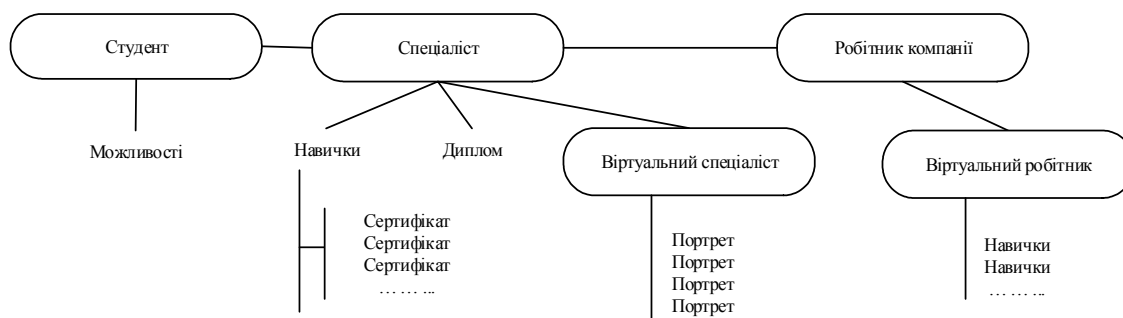 Студент
Спеціаліст
Робітник компанії
Можливості
Навички
Диплом
Віртуальний спеціаліст
Віртуальний робітник
Сертифікат
Сертифікат
Сертифікат
… … ...
Портрет
Портрет
Портрет
Портрет
Навички
Навички
… … ...